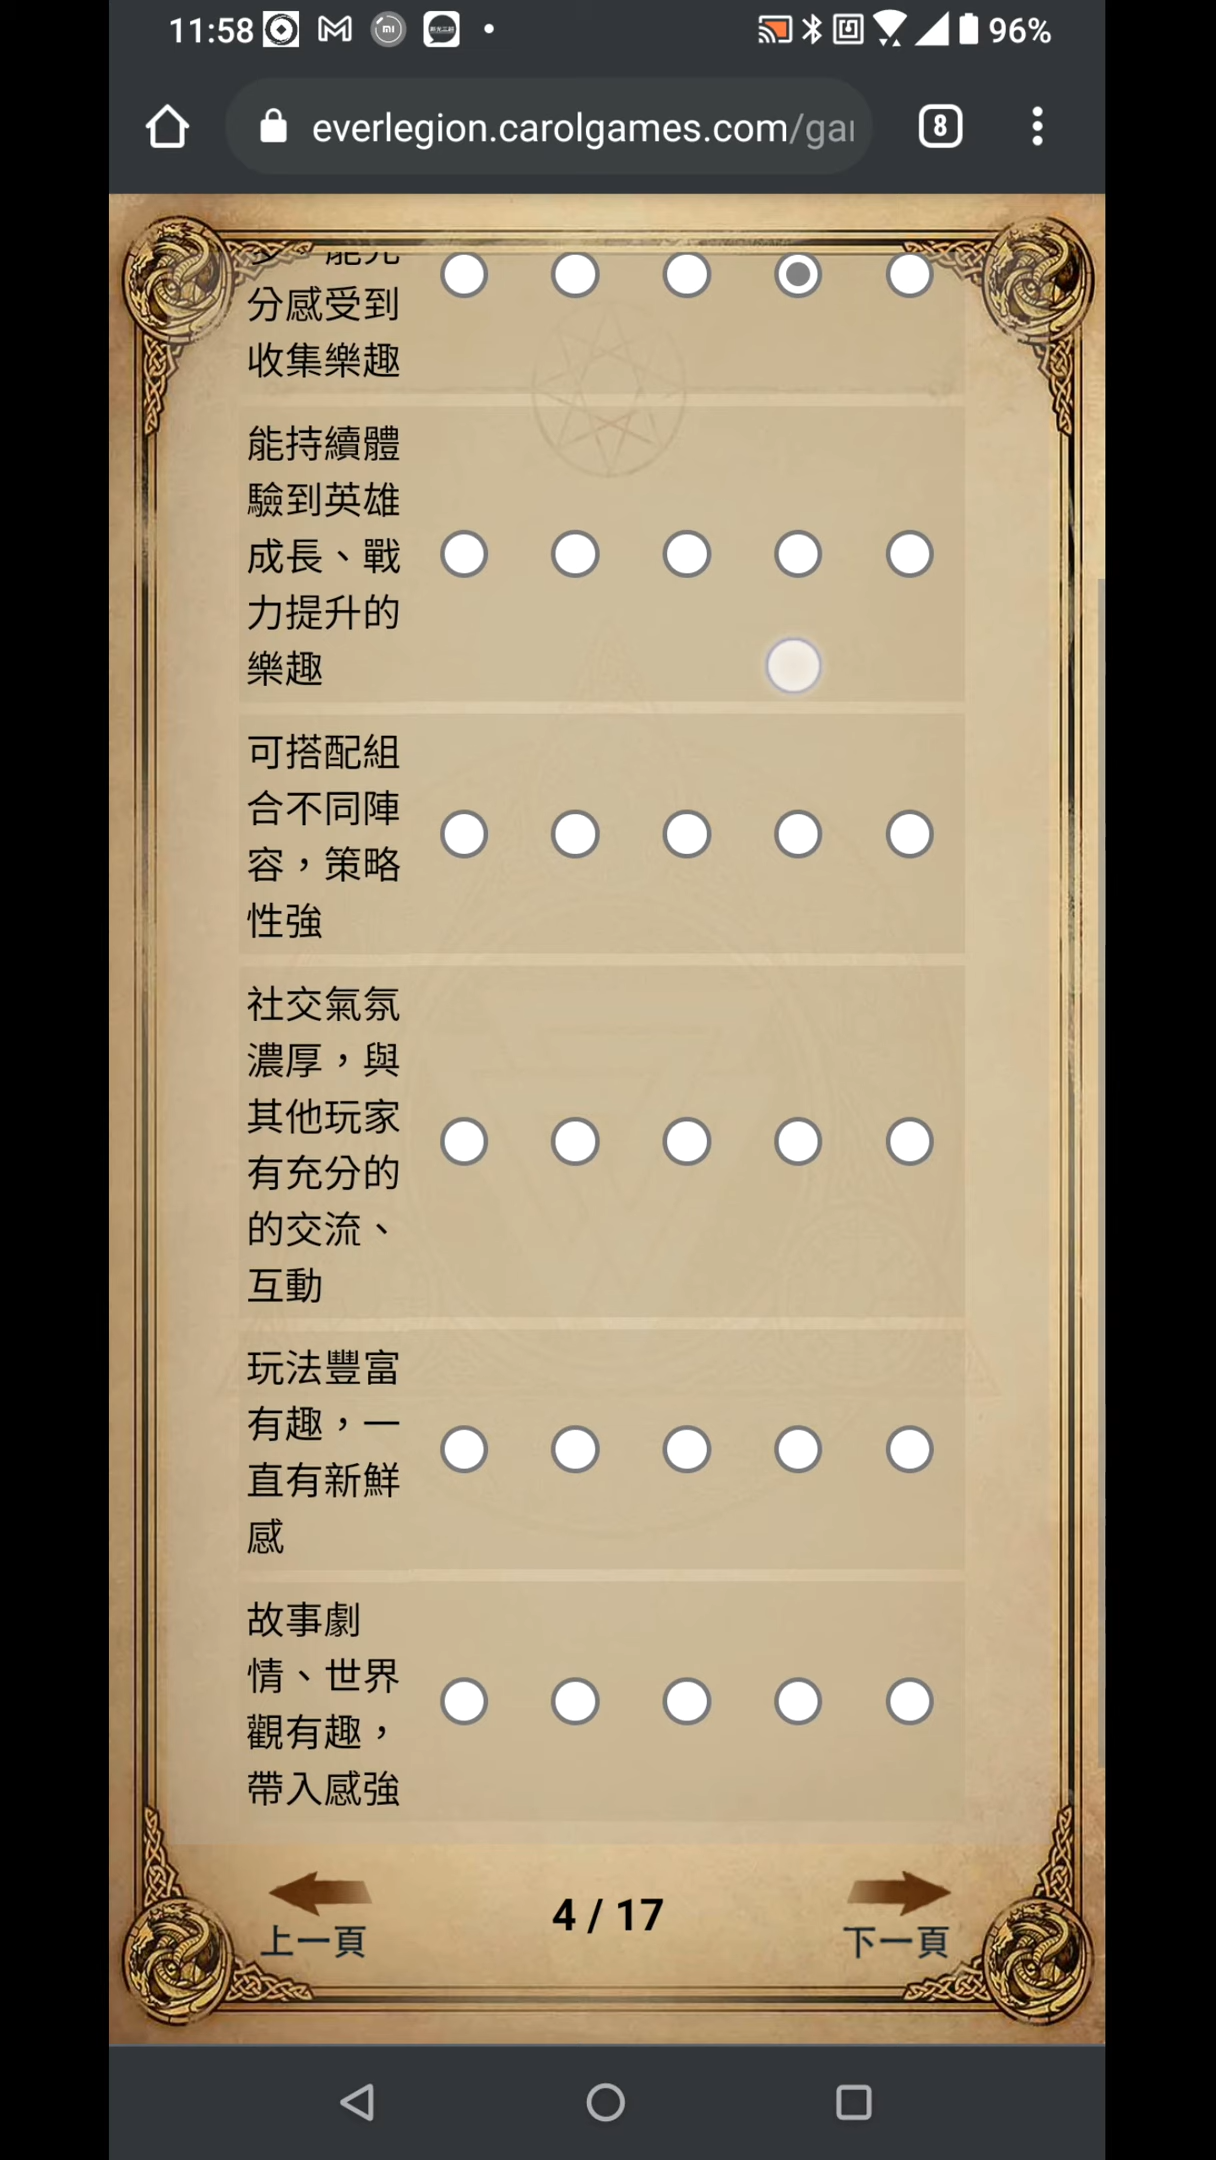 11:58
96%
everlegion.carolgames.com/gai
8
分感受到
收集樂趣
能持續體
驗到英雄
成長、戰
力提升的
樂趣
可搭配組
合不同陣
容，策略
性強
社交氣氛
濃厚，與
其他玩家
有充分的
的交流、
互動
玩法豐富
有趣，一
直有新鮮
感
故事劇
情、世界
觀有趣，
帶入感強
上一頁
4 / 17
下一頁